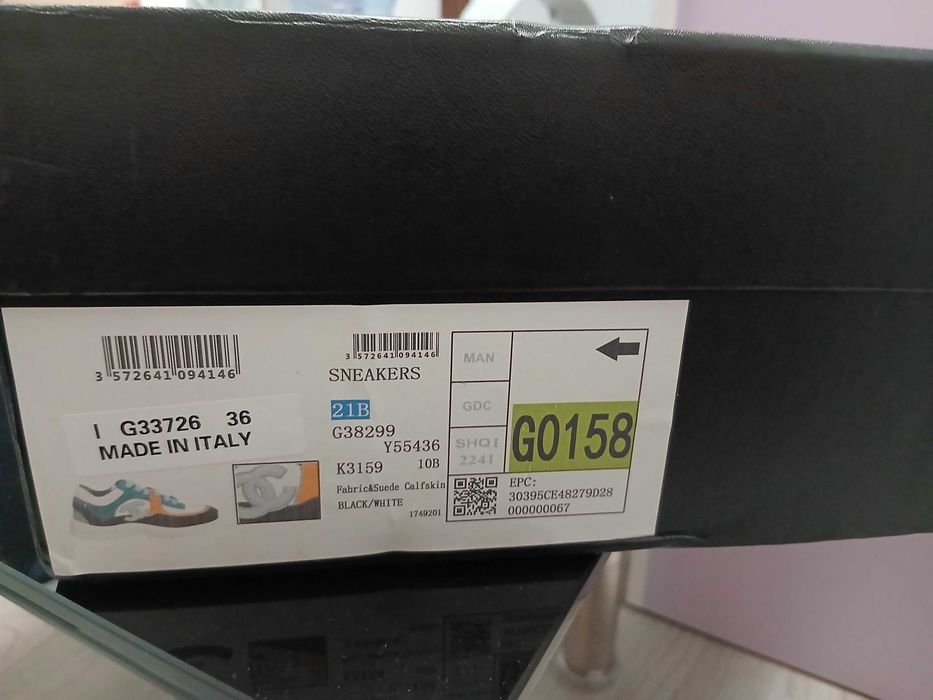 3 572641 094146
I G33726 36
MADE IN ITALY
3 572641 094146
SNEAKERS
21B
G38299
Y55436
K3159 10B
Fabric&Suede Calfskin
BLACK/WHITE
1749201
MAN
GDC
SHQ1
2241
G0158
EPC:
30395CE48279D28
000000067